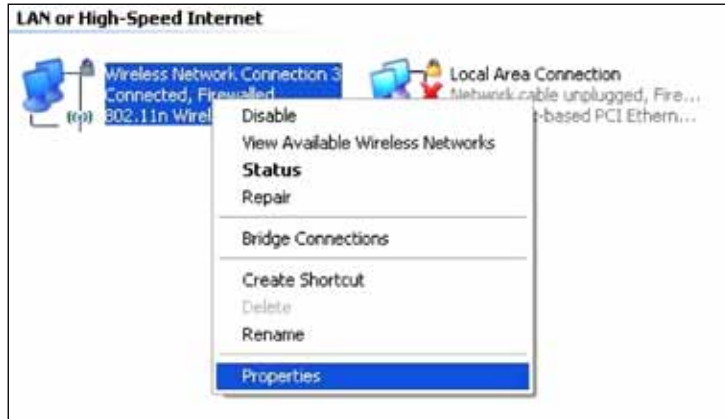 LAN or High-Speed Internet
Wireless Network Connection 3
Connected, Firewalled
802.11n Wirel
Local Area Connection
Network cable unplugged, Fire...
-based PCI Ethern...
Disable
View Available Wireless Networks
Status
Repair
Bridge Connections
Create Shortcut
Delete
Rename
Properties